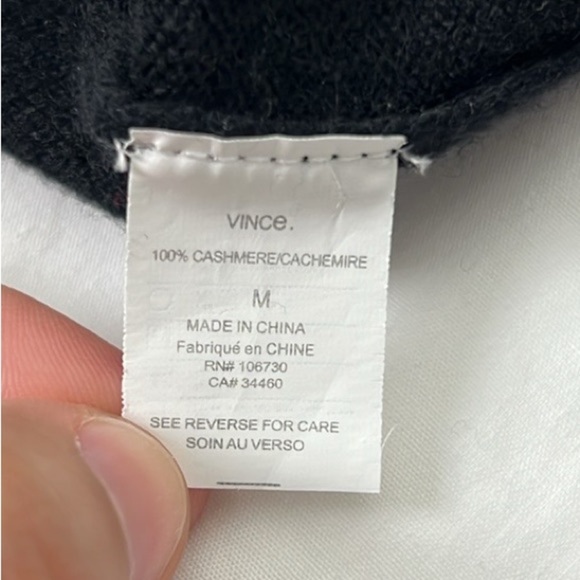 VINCe.
100% CASHMERE/CACHEMIRE
M
MADE IN CHINA
Fabriqué en CHINE
RN# 106730
CA# 34460
SEE REVERSE FOR CARE
SOIN AU VERSO